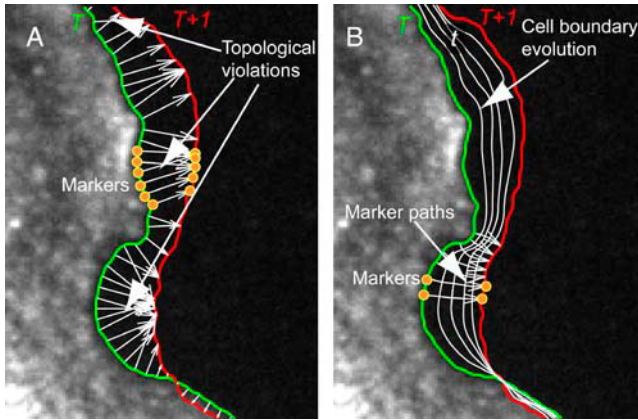 A
T
T+1
Topological
violations
Markers
B
T
t
T+1
Cell boundary
evolution
Marker paths
Markers